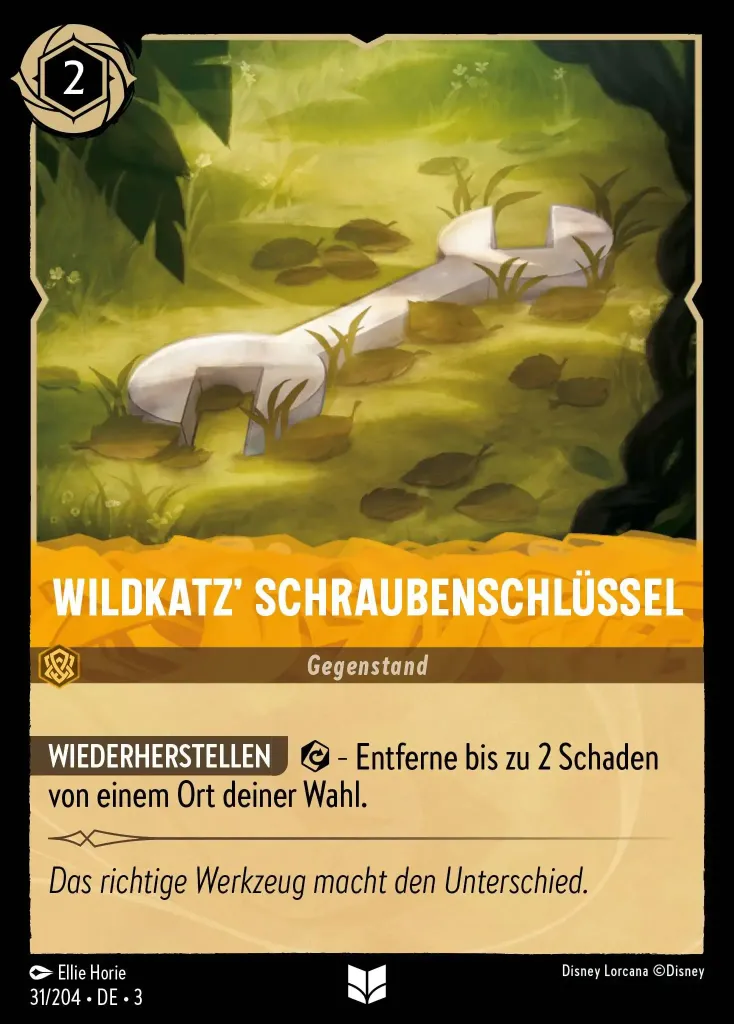 2
WILDKATZ’ SCHRAUBENSCHLÜSSEL
Gegenstand
WIEDERHERSTELLEN - Entferne bis zu 2 Schaden
von einem Ort deiner Wahl.
Das richtige Werkzeug macht den Unterschied.
Ellie Horie
Disney Lorcana ©Disney
31/204 • DE • 3